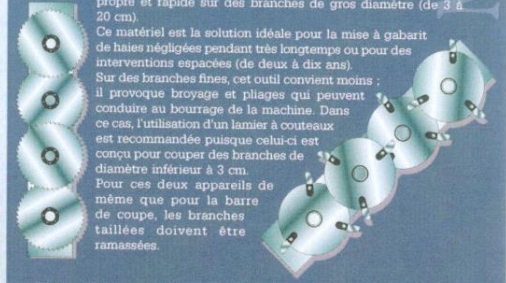 propre et rapide sur des branches de gros diamètre (de 3 à
20 cm).
Ce matériel est la solution idéale pour la mise à gabarit
de haies négligées pendant très longtemps ou pour des
interventions espacées (de deux à dix ans).
Sur des branches fines, cet outil convient moins ;
il provoque broyage et pliages qui peuvent
conduire au bourrage de la machine. Dans
ce cas, l'utilisation d'un lamier à couteaux
est recommandée puisque celui-ci est
conçu pour couper des branches de
diamètre inférieur à 3 cm.
Pour ces deux appareils de
même que pour la barre
de coupe, les branches
taillées doivent être
ramassées.